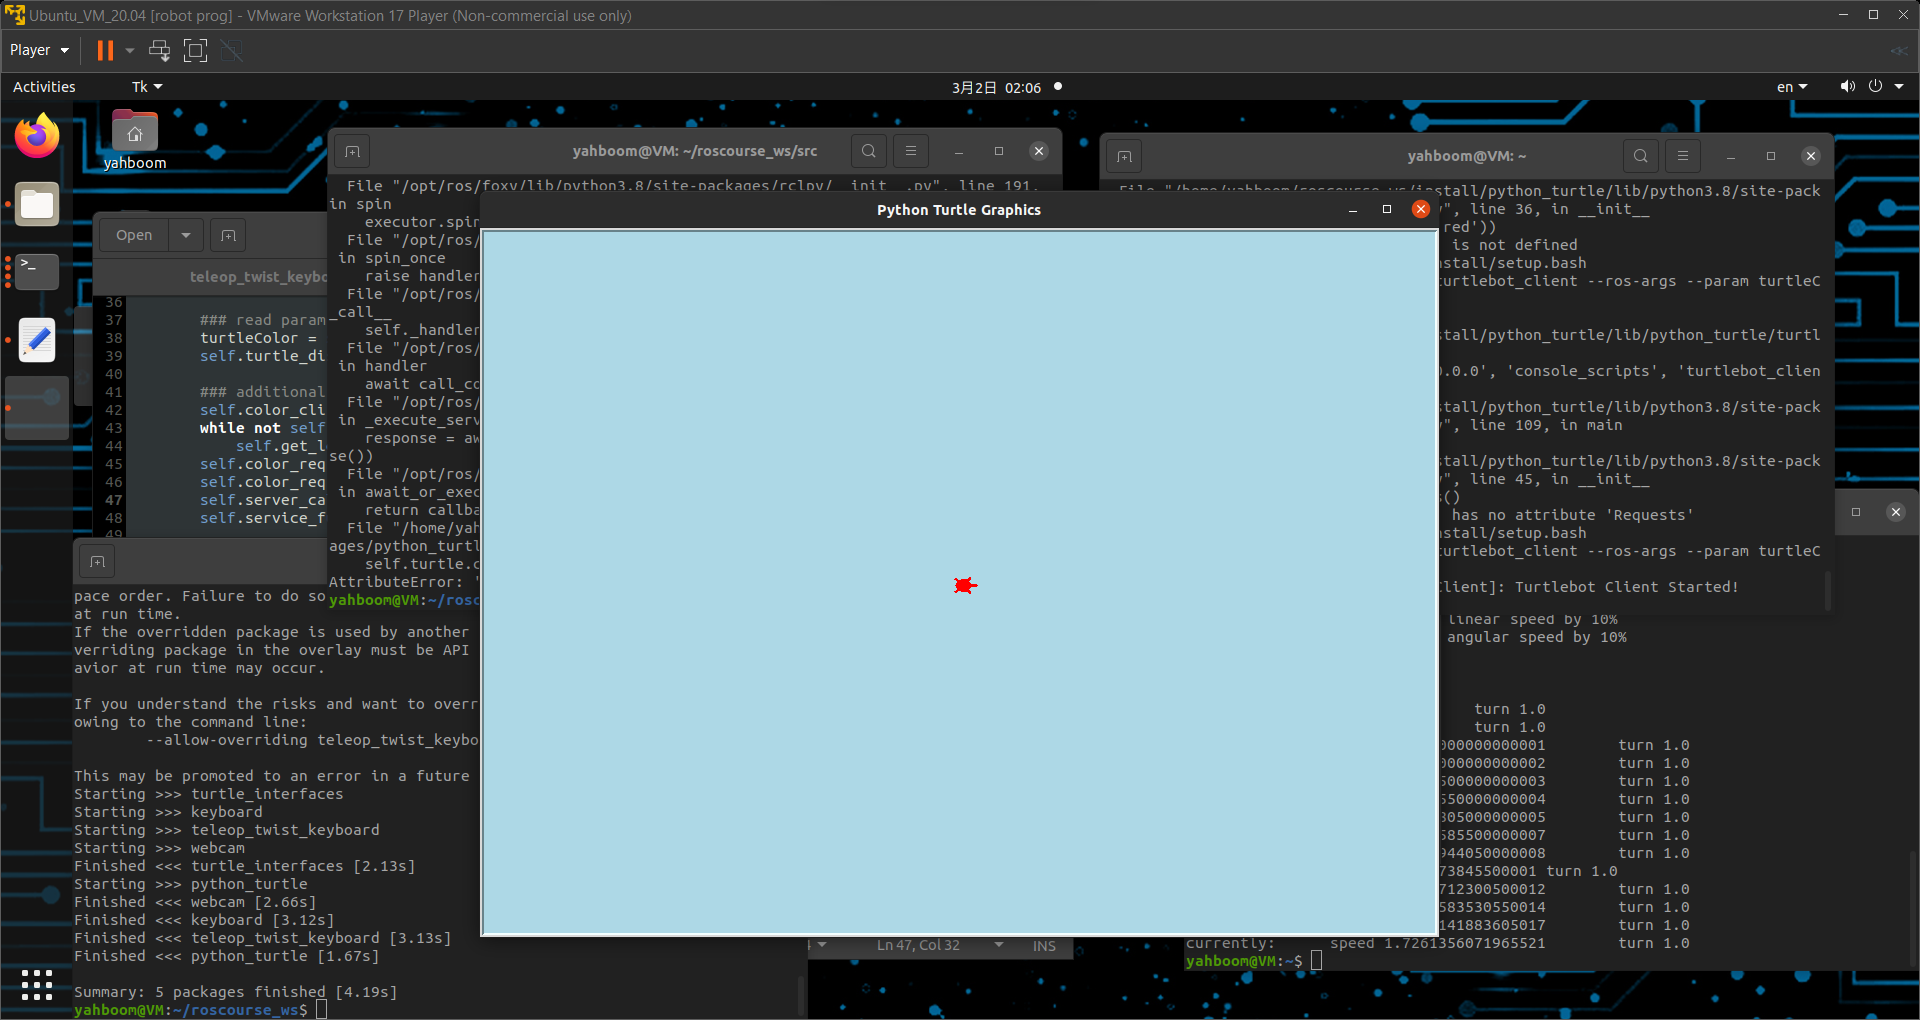 Ubuntu_VM_20.04 [robot prog] - VMware Workstation 17 Player (Non-commercial use only)
Player
Activities
Tk
3月2日 02:06
en
yahboom
yahboom@VM: ~/roscourse_ws/src
File "/opt/ros/foxy/lib/python3.8/site-packages/rclpy/__init__.py", line 191,
in spin
executor.spin
File "/opt/ros/
in spin_once
raise handler
File "/opt/ros/
_call__
self._handler
File "/opt/ros/
in handler
await call_co
File "/opt/ros/
in _execute_serv
response = aw
se())
File "/opt/ros/
in await_or_exec
return callba
File "/home/yah
ages/python_turtl
self.turtle.c
AttributeError: '
yahboom@VM:~/rosc
yahboom@VM: ~
File "/home/yahboom/roscourse_ws/install/python_turtle/lib/python3.8/site-pack
", line 36, in __init__
red'))
is not defined
stall/setup.bash
turtlebot_client --ros-args --param turtleC
stall/python_turtle/lib/python_turtle/turtl
0.0.0', 'console_scripts', 'turtlebot_clien
stall/python_turtle/lib/python3.8/site-pack
", line 109, in main
stall/python_turtle/lib/python3.8/site-pack
", line 45, in __init__
()
has no attribute 'Requests'
stall/setup.bash
turtlebot_client --ros-args --param turtleC
lient]: Turtlebot Client Started!
Python Turtle Graphics
Open
teleop_twist_keybo
36
37 ### read param
38 turtleColor =
39 self.turtle_di
40
41 ### additional
42 self.color_cli
43 while not self
44 self.get_l
45 self.color_req
46 self.color_req
47 self.server_ca
48 self.service_f
49
pace order. Failure to do so
at run time.
If the overridden package is used by another
verriding package in the overlay must be API
avior at run time may occur.
If you understand the risks and want to overr
owing to the command line:
--allow-overriding teleop_twist_keybo
This may be promoted to an error in a future
Starting >>> turtle_interfaces
Starting >>> keyboard
Starting >>> teleop_twist_keyboard
Starting >>> webcam
Finished <<< turtle_interfaces [2.13s]
Starting >>> python_turtle
Finished <<< webcam [2.66s]
Finished <<< keyboard [3.12s]
Finished <<< teleop_twist_keyboard [3.13s]
Finished <<< python_turtle [1.67s]
Summary: 5 packages finished [4.19s]
yahboom@VM:~/roscourse_ws$
Ln 47, Col 32
INS
linear speed by 10%
angular speed by 10%
turn 1.0
turn 1.0
000000000001 turn 1.0
000000000002 turn 1.0
500000000003 turn 1.0
550000000004 turn 1.0
805000000005 turn 1.0
585500000007 turn 1.0
944050000008 turn 1.0
73845500001 turn 1.0
712300500012 turn 1.0
583530550014 turn 1.0
141883605017 turn 1.0
currently: speed 1.7261356071965521 turn 1.0
yahboom@VM:~$